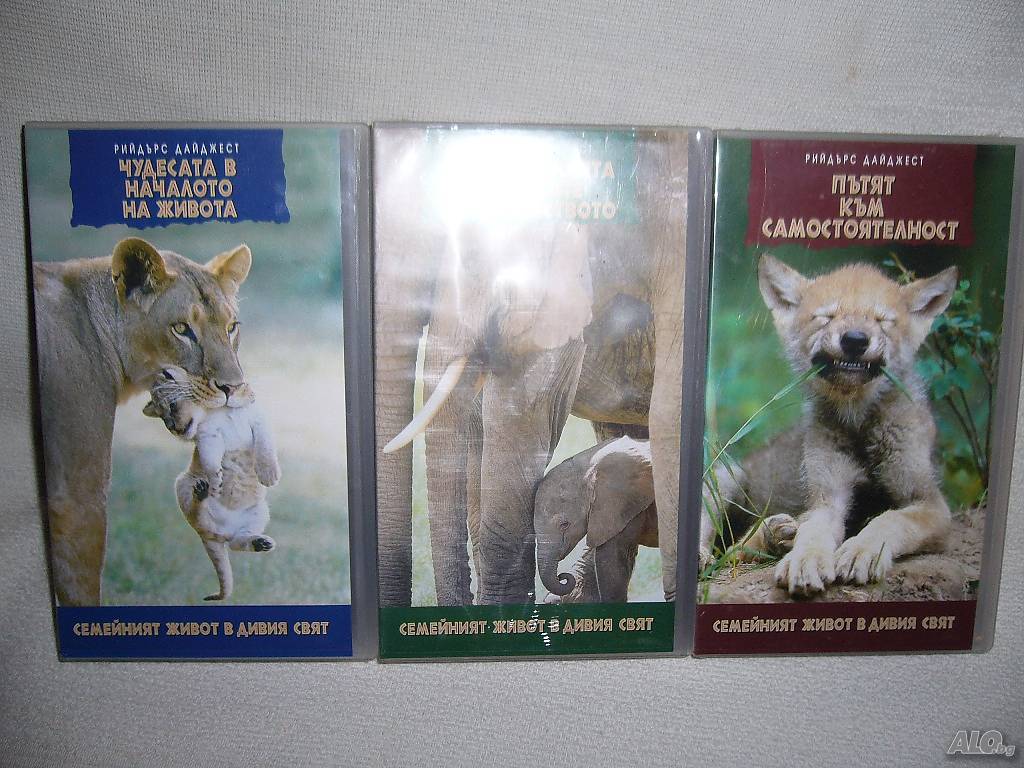 РИЙДЪРС ДАЙДЖЕСТ
ЧУДЕСАТА В
НАЧАЛОТО
НА ЖИВОТА
СЕМЕЙНИЯТ ЖИВОТ В ДИВИЯ СВЯТ
СЕМЕЙНИЯТ ЖИВОТ В ДИВИЯ СВЯТ
РИЙДЪРС ДАЙДЖЕСТ
ПЪТЯТ
КЪМ
САМОСТОЯТЕЛНОСТ
СЕМЕЙНИЯТ ЖИВОТ В ДИВИЯ СВЯТ
ALO.bg